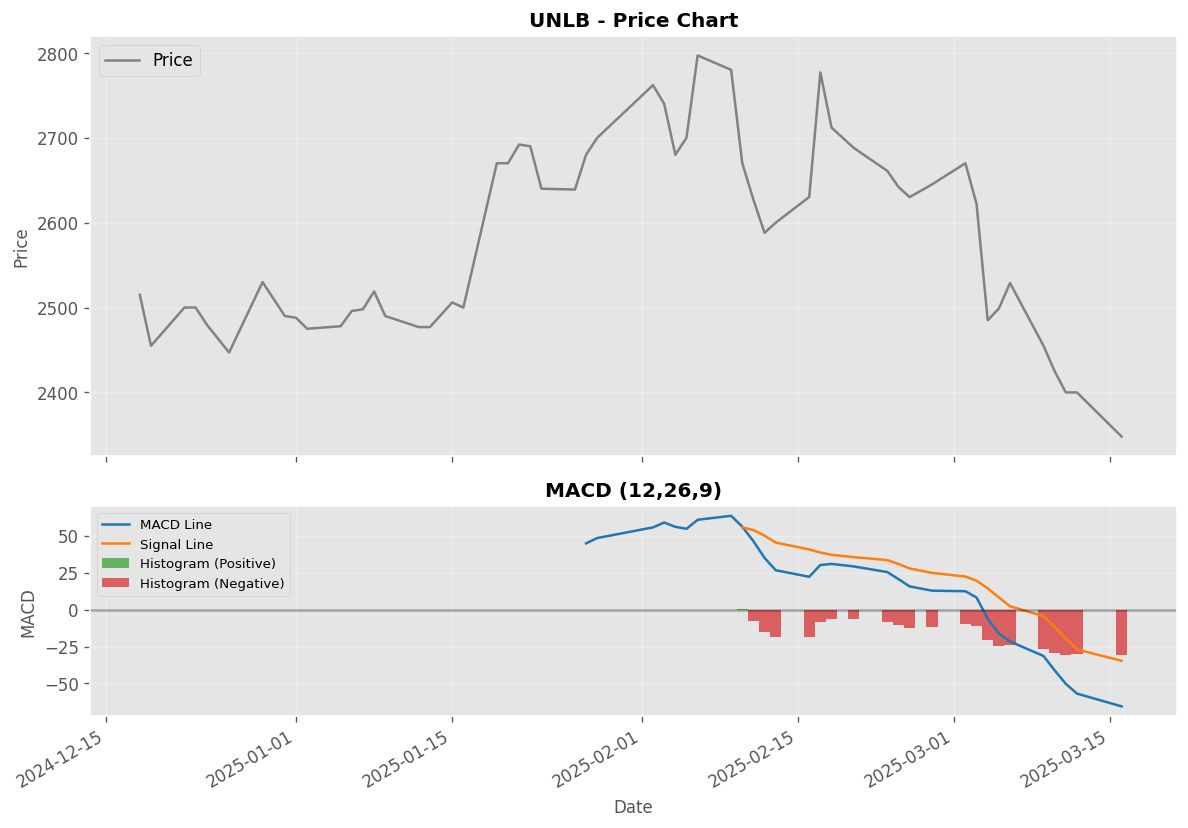 UNLB - Price Chart
Price
2800
2700
2600
2500
2400
Price
MACD (12,26,9)
MACD Line
Signal Line
Histogram (Positive)
Histogram (Negative)
50
25
0
−25
−50
MACD
2024-12-15
2025-01-01
2025-01-15
2025-02-01
2025-02-15
2025-03-01
2025-03-15
Date